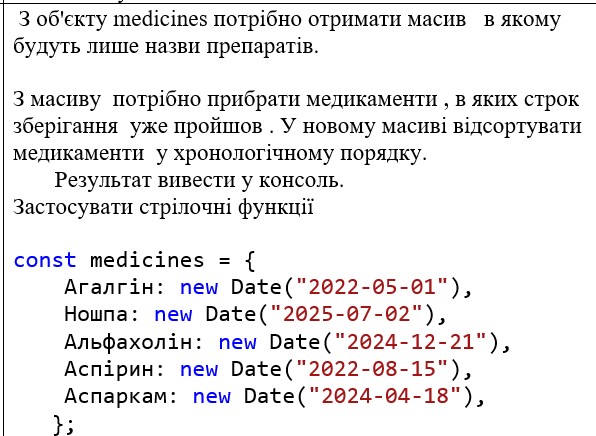 З об'єкту medicines потрібно отримати масив в якому
будуть лише назви препаратів.
З масиву потрібно прибрати медикаменти , в яких строк
зберігання уже пройшов . У новому масиві відсортувати
медикаменти у хронологічному порядку.
Результат вивести у консоль.
Застосувати стрілочні функції
const medicines = {
Агалгін: new Date("2022-05-01"),
Ношпа: new Date("2025-07-02"),
Альфахолін: new Date("2024-12-21"),
Аспірин: new Date("2022-08-15"),
Аспаркам: new Date("2024-04-18"),
};